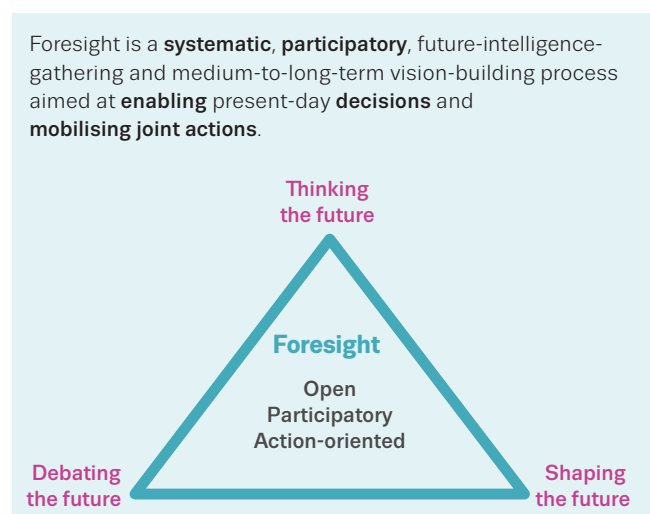 Foresight is a systematic, participatory, future-intelligence-
gathering and medium-to-long-term vision-building process
aimed at enabling present-day decisions and
mobilising joint actions.
Thinking
the future
Foresight
Open
Participatory
Action-oriented
Debating
the future
Shaping
the future